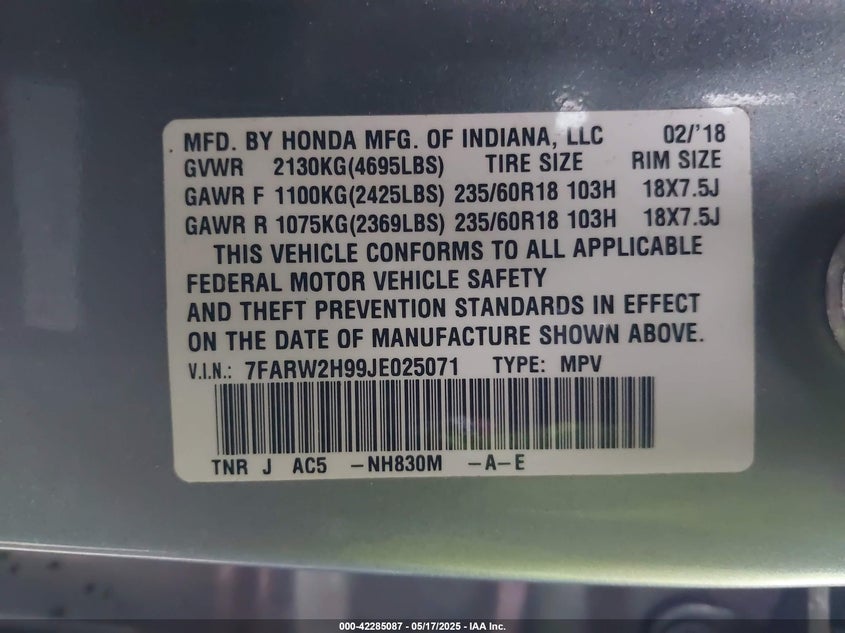 MFD. BY HONDA MFG. OF INDIANA, LLC 02/'18
GVWR 2130KG(4695LBS) TIRE SIZE RIM SIZE
GAWR F 1100KG(2425LBS) 235/60R18 103H 18X7.5J
GAWR R 1075KG(2369LBS) 235/60R18 103H 18X7.5J
THIS VEHICLE CONFORMS TO ALL APPLICABLE
FEDERAL MOTOR VEHICLE SAFETY
AND THEFT PREVENTION STANDARDS IN EFFECT
ON THE DATE OF MANUFACTURE SHOWN ABOVE.
V.I.N.: 7FARW2H99JE025071 TYPE: MPV
TNR J AC5 -NH830M -A-E
000-42285087 - 05/17/2025 - IAA Inc.